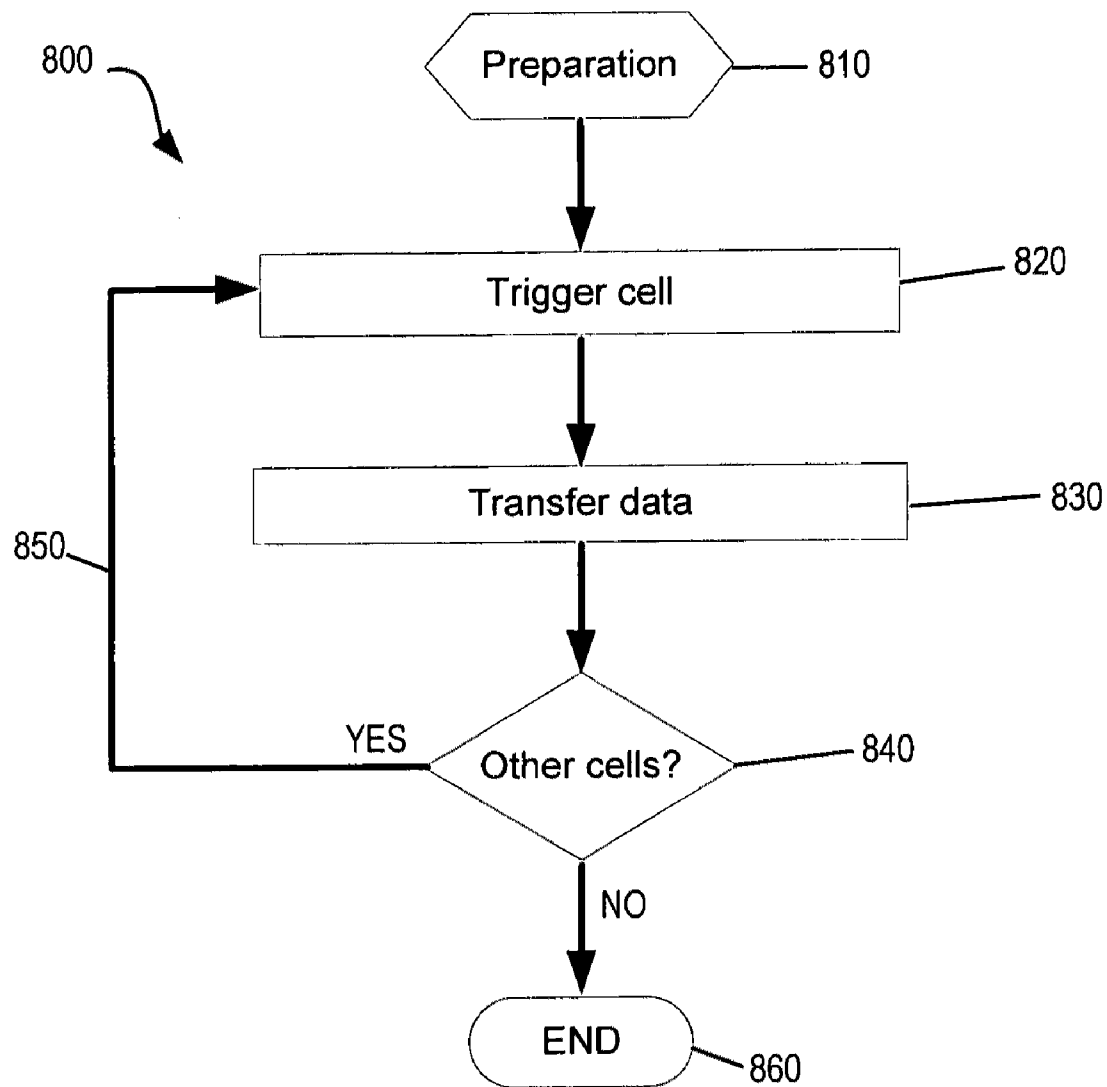 800
Preparation
810
Trigger cell
820
Transfer data
830
850
YES
Other cells?
840
NO
END
860